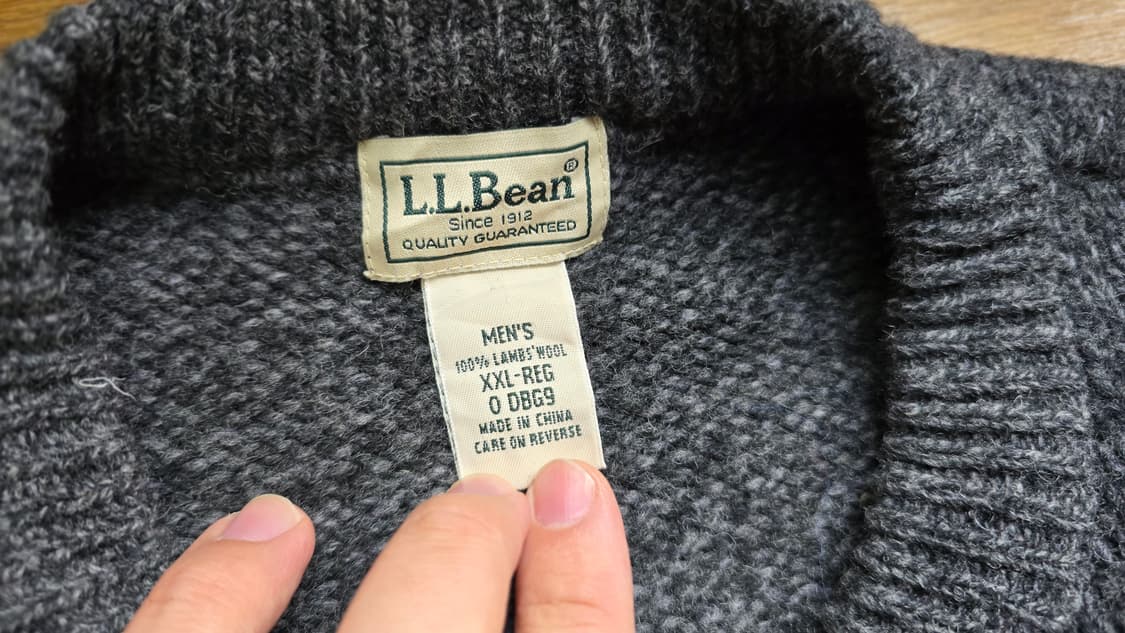 L.L.Bean®
Since 1912
QUALITY GUARANTEED
MEN'S
100% LAMBS' WOOL
XXL-REG
0 DBG9
MADE IN CHINA
CARE ON REVERSE